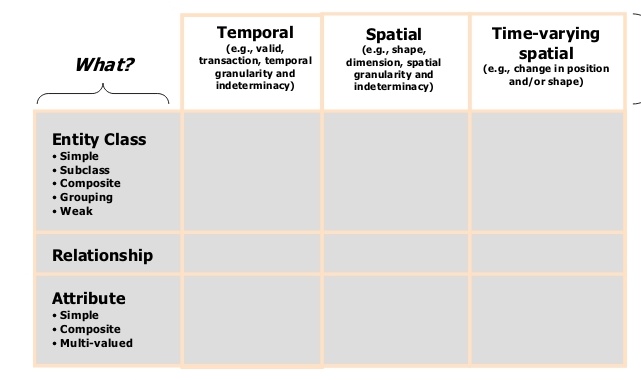 What?
Temporal
(e.g., valid,
transaction, temporal
granularity and
indeterminacy)
Spatial
(e.g., shape,
dimension, spatial
granularity and
indeterminacy)
Time-varying
spatial
(e.g., change in position
and/or shape)
Entity Class
• Simple
• Subclass
• Composite
• Grouping
• Weak
Relationship
Attribute
• Simple
• Composite
• Multi-valued